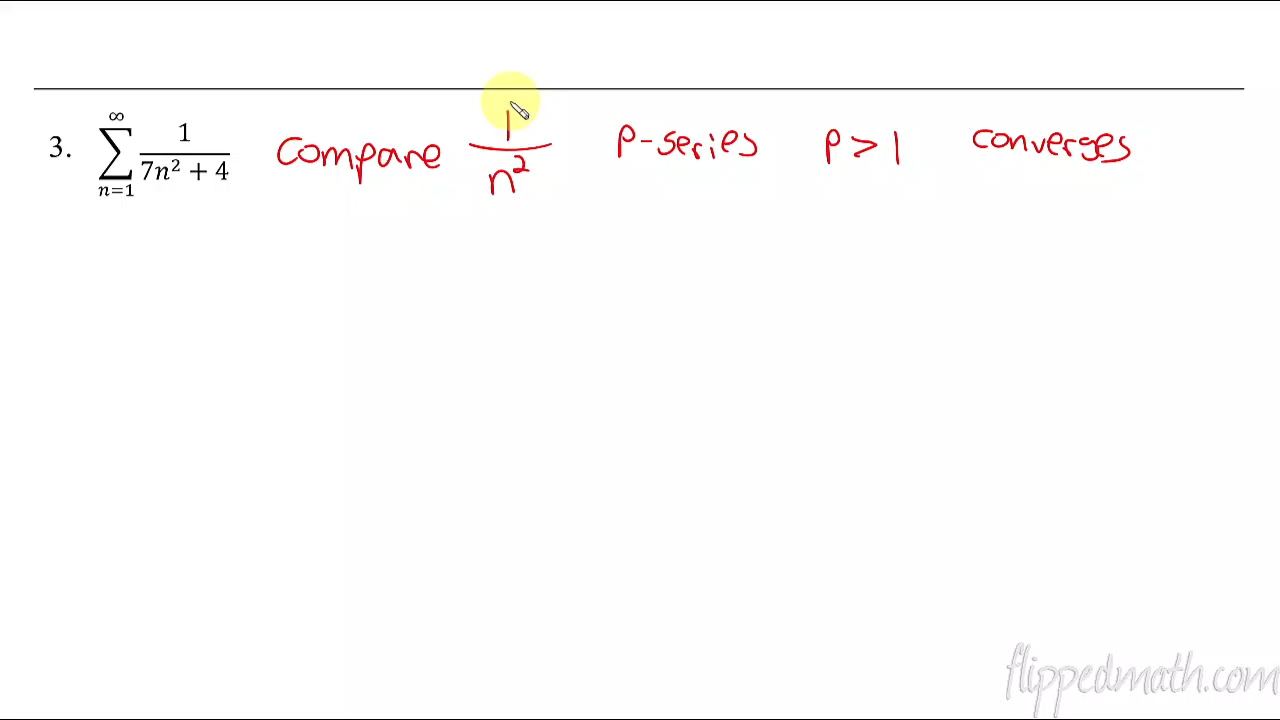 3. ∞ ∑ n=1 1/(7n² + 4) compare 1/n² p-series p > 1 converges
flippedmath.com